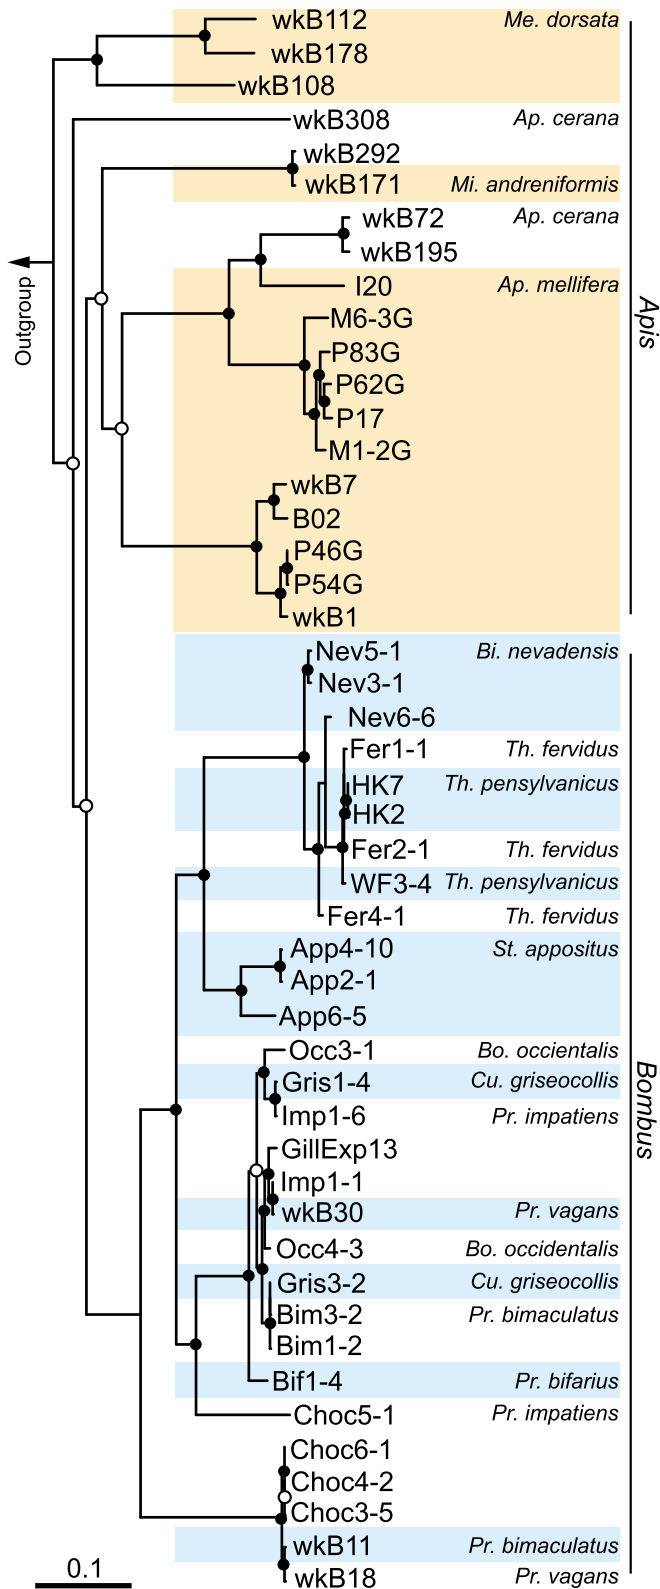 wkB112 Me. dorsata
wkB178
wkB108
wkB308 Ap. cerana
wkB292
wkB171 Mi. andreniformis
wkB72 Ap. cerana
wkB195
I20 Ap. mellifera
M6-3G
P83G
P62G
P17
M1-2G
wkB7
B02
P46G
P54G
wkB1
Outgroup
Apis
Nev5-1 Bi. nevadensis
Nev3-1
Nev6-6
Fer1-1 Th. fervidus
HK7 Th. pensylvanicus
HK2
Fer2-1 Th. fervidus
WF3-4 Th. pensylvanicus
Fer4-1 Th. fervidus
App4-10 St. appositus
App2-1
App6-5
Occ3-1 Bo. occientalis
Gris1-4 Cu. griseocollis
Imp1-6 Pr. impatiens
GillExp13
Imp1-1
wkB30 Pr. vagans
Occ4-3 Bo. occidentalis
Gris3-2 Cu. griseocollis
Bim3-2 Pr. bimaculatus
Bim1-2
Bif1-4 Pr. bifarius
Choc5-1 Pr. impatiens
Choc6-1
Choc4-2
Choc3-5
wkB11 Pr. bimaculatus
wkB18 Pr. vagans
Bombus
0.1